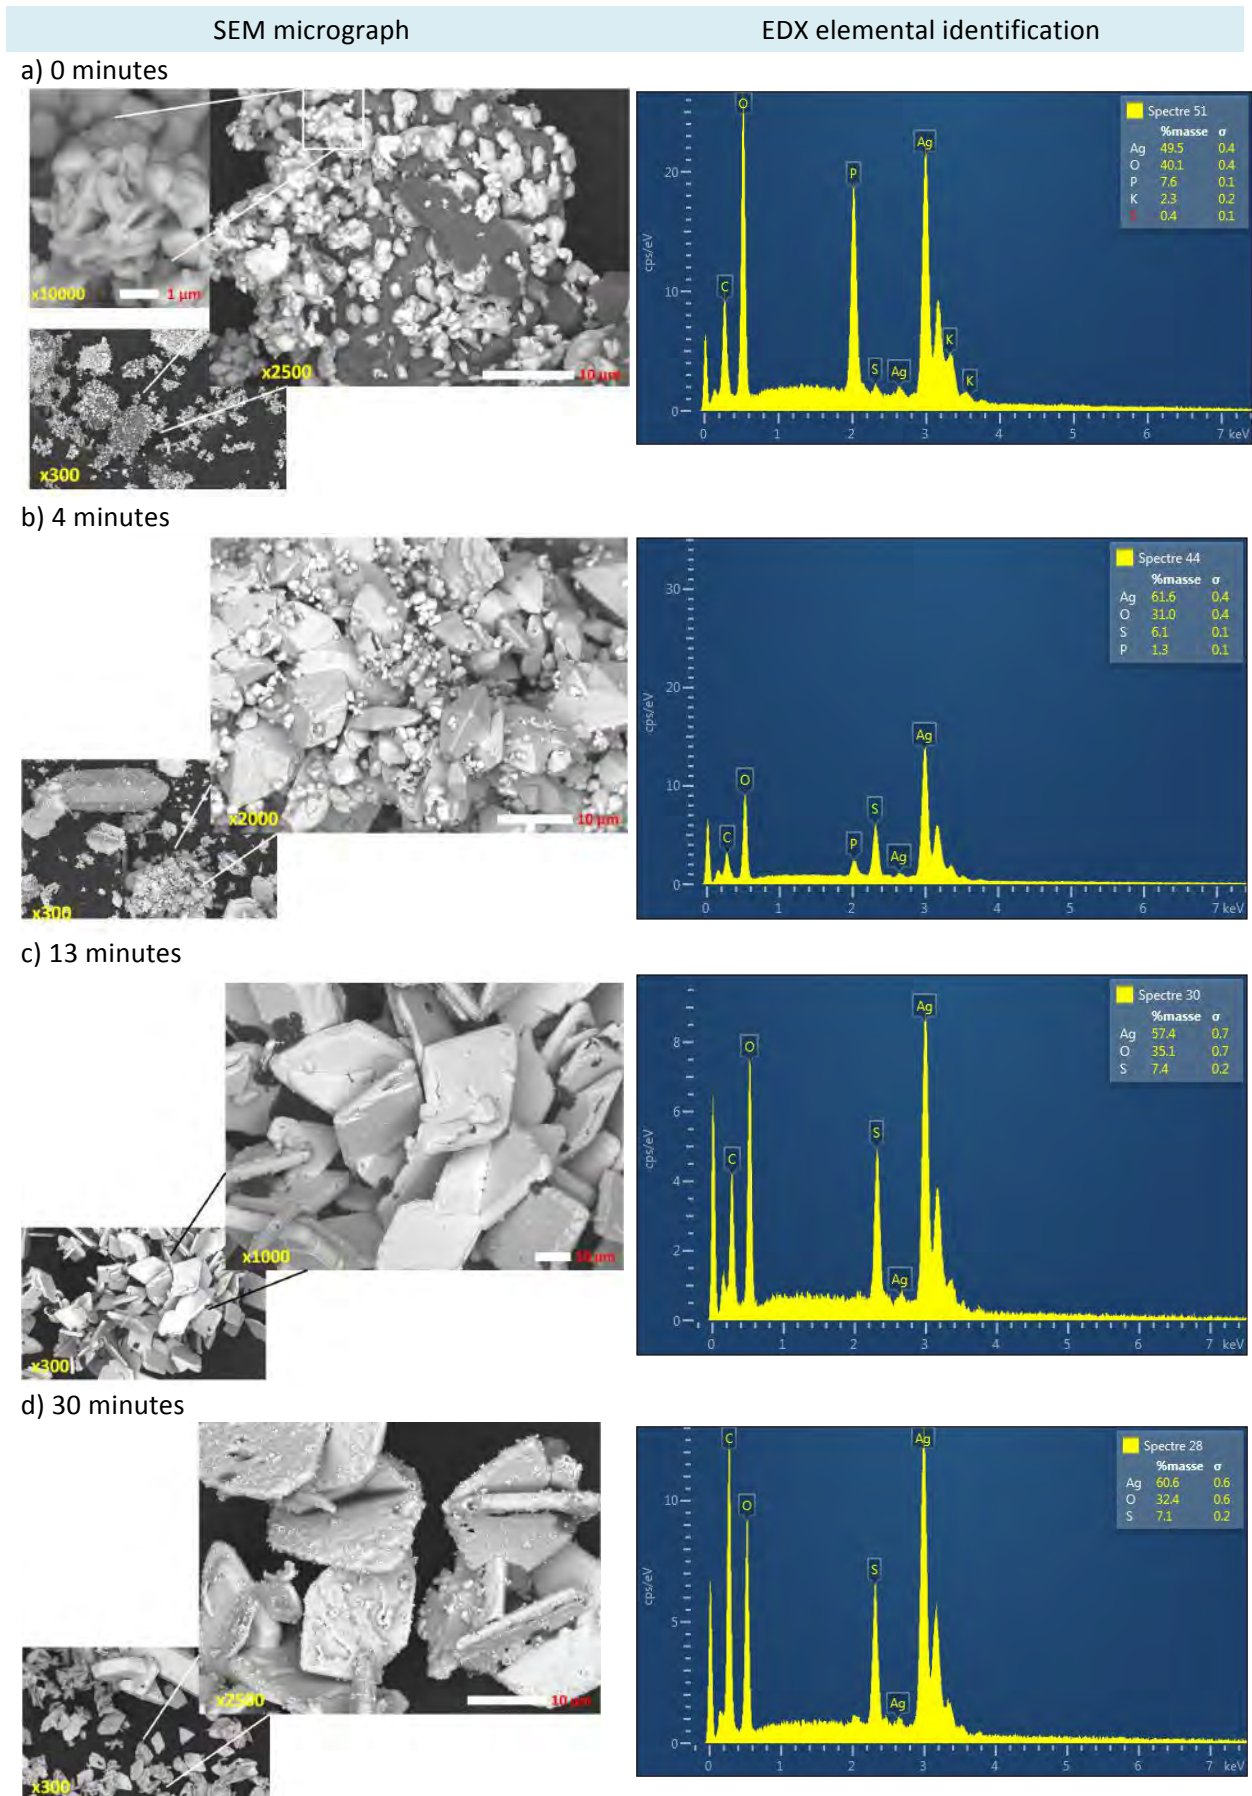 SEM micrograph
EDX elemental identification
a) 0 minutes
x10000
1 µm
x2500
10 µm
x300
cps/eV
20
10
0
C
O
P
S
Ag
Ag
K
K
0 1 2 3 4 5 6 7 keV
Spectre 51
%masse σ
Ag 49.5 0.4
O 40.1 0.4
P 7.6 0.1
K 2.3 0.2
S 0.4 0.1
b) 4 minutes
x2000
10 µm
x300
cps/eV
30
20
10
0
C
O
P
S
Ag
Ag
0 1 2 3 4 5 6 7 keV
Spectre 44
%masse σ
Ag 61.6 0.4
O 31.0 0.4
S 6.1 0.1
P 1.3 0.1
c) 13 minutes
x1000
10 µm
x300
cps/eV
8
6
4
2
0
C
O
S
Ag
Ag
0 1 2 3 4 5 6 7 keV
Spectre 30
%masse σ
Ag 57.4 0.7
O 35.1 0.7
S 7.4 0.2
d) 30 minutes
x2500
10 µm
x300
cps/eV
10
5
0
C
O
S
Ag
Ag
0 1 2 3 4 5 6 7 keV
Spectre 28
%masse σ
Ag 60.6 0.6
O 32.4 0.6
S 7.1 0.2